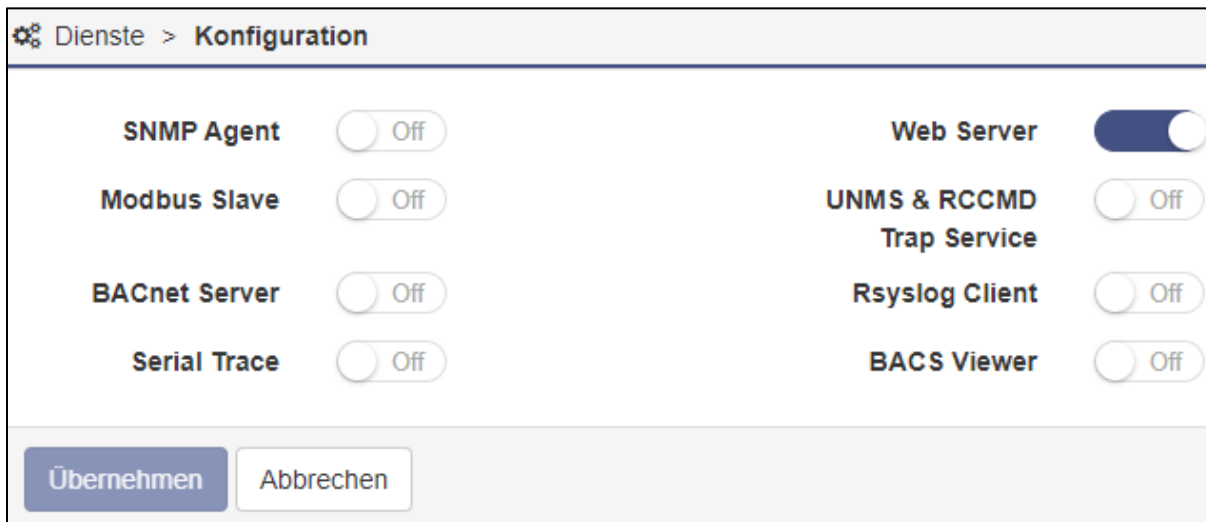 Dienste > Konfiguration
SNMP Agent Off Web Server
Modbus Slave Off UNMS & RCCMD Off
Trap Service
BACnet Server Off Rsyslog Client Off
Serial Trace Off BACS Viewer Off
Übernehmen Abbrechen